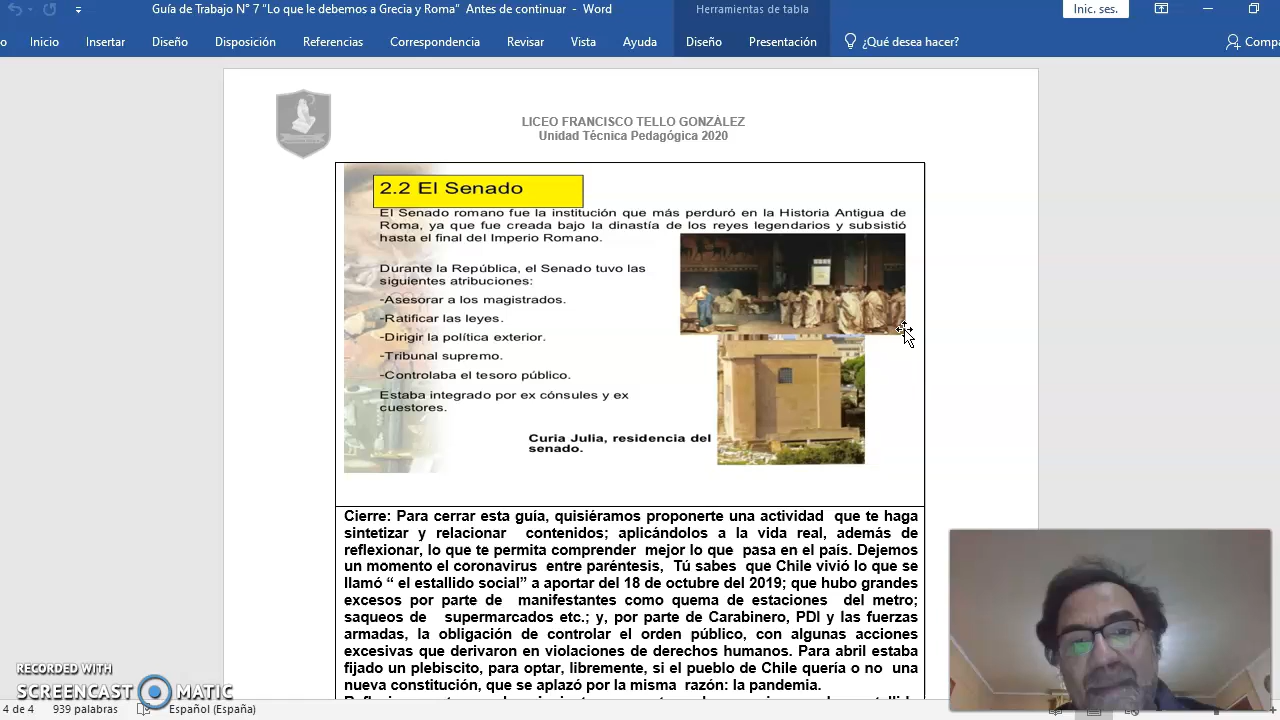 Guía de Trabajo N° 7 “Lo que le debemos a Grecia y Roma” Antes de continuar - Word
Herramientas de tabla
Inic. ses.
o Inicio Insertar Diseño Disposición Referencias Correspondencia Revisar Vista Ayuda Diseño Presentación ¿Qué desea hacer? Compa
LICEO FRANCISCO TELLO GONZÀLEZ
Unidad Técnica Pedagógica 2020
2.2 El Senado
El Senado romano fue la institución que más perduró en la Historia Antigua de
Roma, ya que fue creada bajo la dinastía de los reyes legendarios y subsistió
hasta el final del Imperio Romano.
Durante la República, el Senado tuvo las
siguientes atribuciones:
-Asesorar a los magistrados.
-Ratificar las leyes.
-Dirigir la política exterior.
-Tribunal supremo.
-Controlaba el tesoro público.
Estaba integrado por ex cónsules y ex
cuestores.
Curia Julia, residencia del
senado.
Cierre: Para cerrar esta guía, quisiéramos proponerte una actividad que te haga
sintetizar y relacionar contenidos; aplicándolos a la vida real, además de
reflexionar, lo que te permita comprender mejor lo que pasa en el país. Dejemos
un momento el coronavirus entre paréntesis, Tú sabes que Chile vivió lo que se
llamó “ el estallido social” a aportar del 18 de octubre del 2019; que hubo grandes
excesos por parte de manifestantes como quema de estaciones del metro;
saqueos de supermarcados etc.; y, por parte de Carabinero, PDI y las fuerzas
armadas, la obligación de controlar el orden público, con algunas acciones
excesivas que derivaron en violaciones de derechos humanos. Para abril estaba
fijado un plebiscito, para optar, libremente, si el pueblo de Chile quería o no una
nueva constitución, que se aplazó por la misma razón: la pandemia.
RECORDED WITH
SCREENCAST MATIC
4 de 4 939 palabras Español (España)